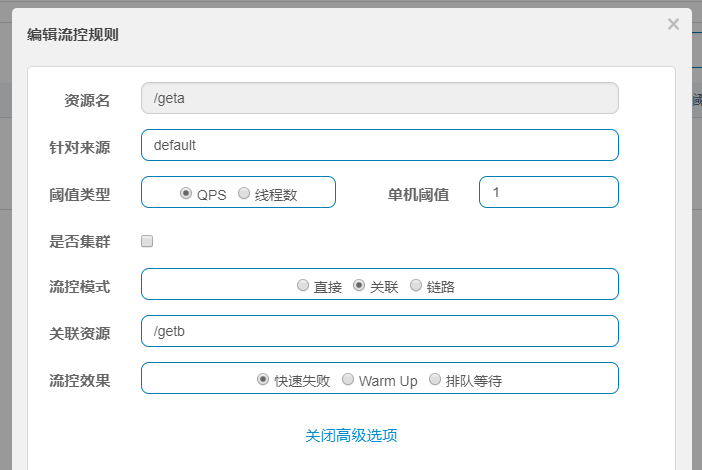 编辑流控规则 ×
资源名 /geta
针对来源 default
阈值类型 QPS 线程数 单机阈值 1
是否集群
流控模式 直接 关联 链路
关联资源 /getb
流控效果 快速失败 Warm Up 排队等待
关闭高级选项